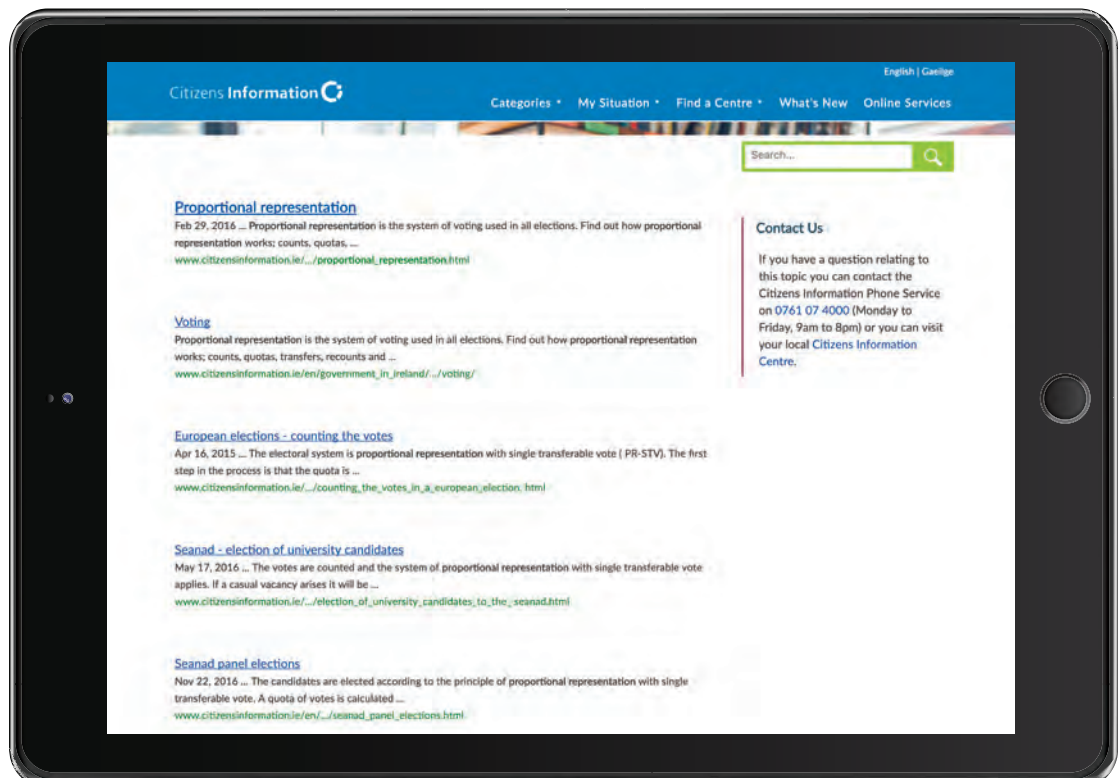 English | Gaeilge
Citizens Information
Categories My Situation Find a Centre What's New Online Services
Search...
Proportional representation
Feb 29, 2016 ... Proportional representation is the system of voting used in all elections. Find out how proportional
representation works; counts, quotas, ...
www.citizensinformation.ie/.../proportional_representation.html
Voting
Proportional representation is the system of voting used in all elections. Find out how proportional representation
works; counts, quotas, transfers, recounts and ...
www.citizensinformation.ie/en/government_in_ireland/.../voting/
European elections - counting the votes
Apr 16, 2015 ... The electoral system is proportional representation with single transferable vote ( PR-STV). The first
step in the process is that the quota is ...
www.citizensinformation.ie/.../counting_the_votes_in_a_european_election. html
Seanad - election of university candidates
May 17, 2016 ... The votes are counted and the system of proportional representation with single transferable vote
applies. If a casual vacancy arises it will be ...
www.citizensinformation.ie/.../election_of_university_candidates_to_the_ seanad.html
Seanad panel elections
Nov 22, 2016 ... The candidates are elected according to the principle of proportional representation with single
transferable vote. A quota of votes is calculated ...
www.citizensinformation.ie/en/.../seanad_panel_elections.html
Contact Us
If you have a question relating to
this topic you can contact the
Citizens Information Phone Service
on 0761 07 4000 (Monday to
Friday, 9am to 8pm) or you can visit
your local Citizens Information
Centre.